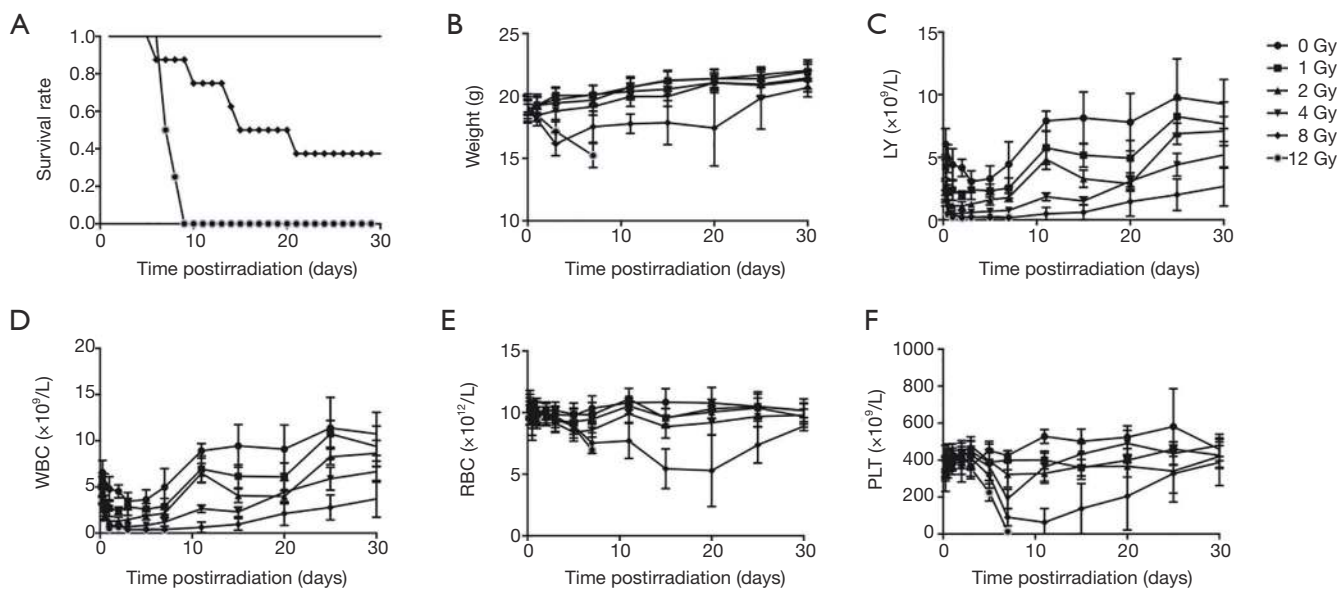 A
1.0
0.8
0.6
0.4
0.2
0.0
Survival rate
0
10
20
30
Time postirradiation (days)
B
25
20
15
10
Weight (g)
0
10
20
30
Time postirradiation (days)
C
15
10
5
0
LY (×10⁹/L)
0
10
20
30
Time postirradiation (days)
0 Gy
1 Gy
2 Gy
4 Gy
8 Gy
12 Gy
D
20
15
10
5
0
WBC (×10⁹/L)
0
10
20
30
Time postirradiation (days)
E
15
10
5
0
RBC (×10¹²/L)
0
10
20
30
Time postirradiation (days)
F
1000
800
600
400
200
0
PLT (×10⁹/L)
0
10
20
30
Time postirradiation (days)